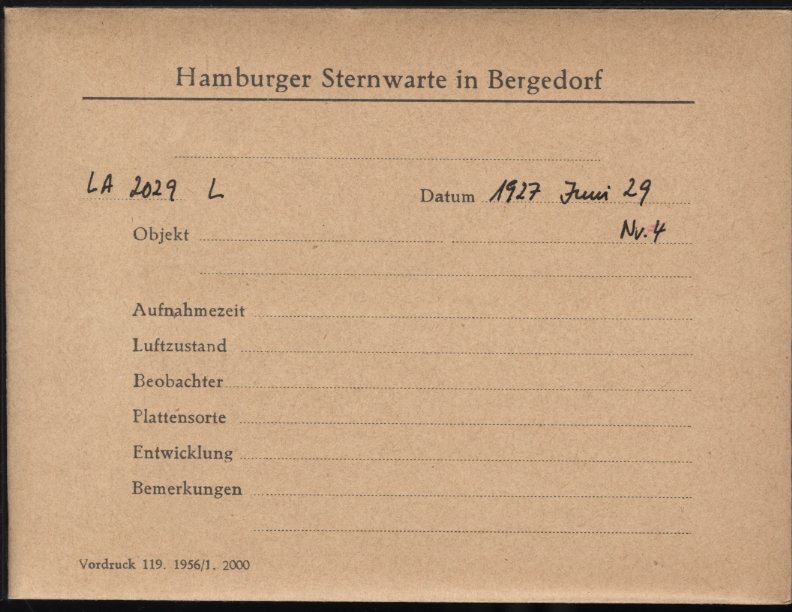 Hamburger Sternwarte in Bergedorf
LA 2029 L Datum 1927 Juni 29
Objekt Nr. 4
Aufnahmezeit
Luftzustand
Beobachter
Plattensorte
Entwicklung
Bemerkungen
Vordruck 119. 1956/1. 2000